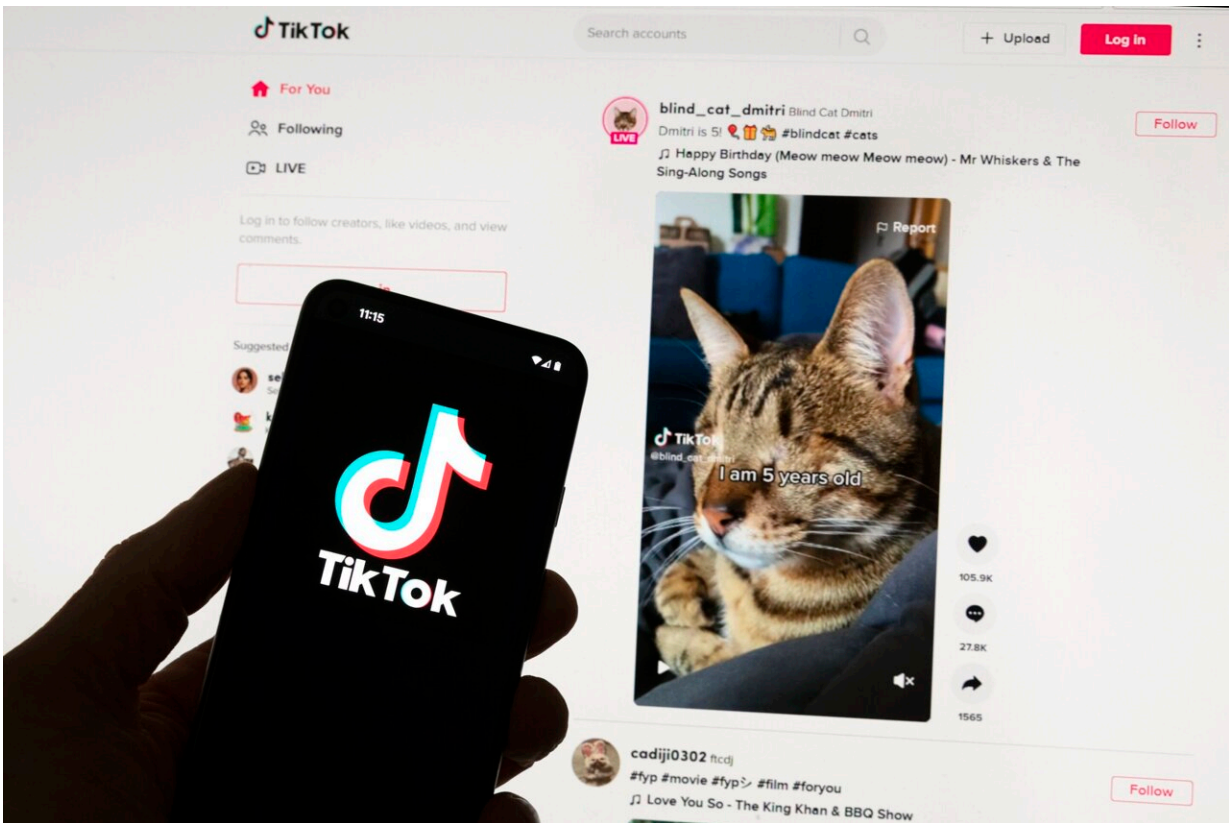 TikTok
Search accounts
+ Upload
Log in
For You
Following
LIVE
Log in to follow creators, like videos, and view
comments.
Suggested
blind_cat_dmitri Blind Cat Dmitri
LIVE
Dmitri is 5! 🎈🎁🐅 #blindcat #cats
♫ Happy Birthday (Meow meow Meow meow) - Mr Whiskers & The
Sing-Along Songs
Follow
Report
TikTok
I am 5 years old
105.9K
27.8K
1565
11:15
TikTok
cadiji0302 ftcdj
#fyp #movie #fypシ #film #foryou
♫ Love You So - The King Khan & BBQ Show
Follow